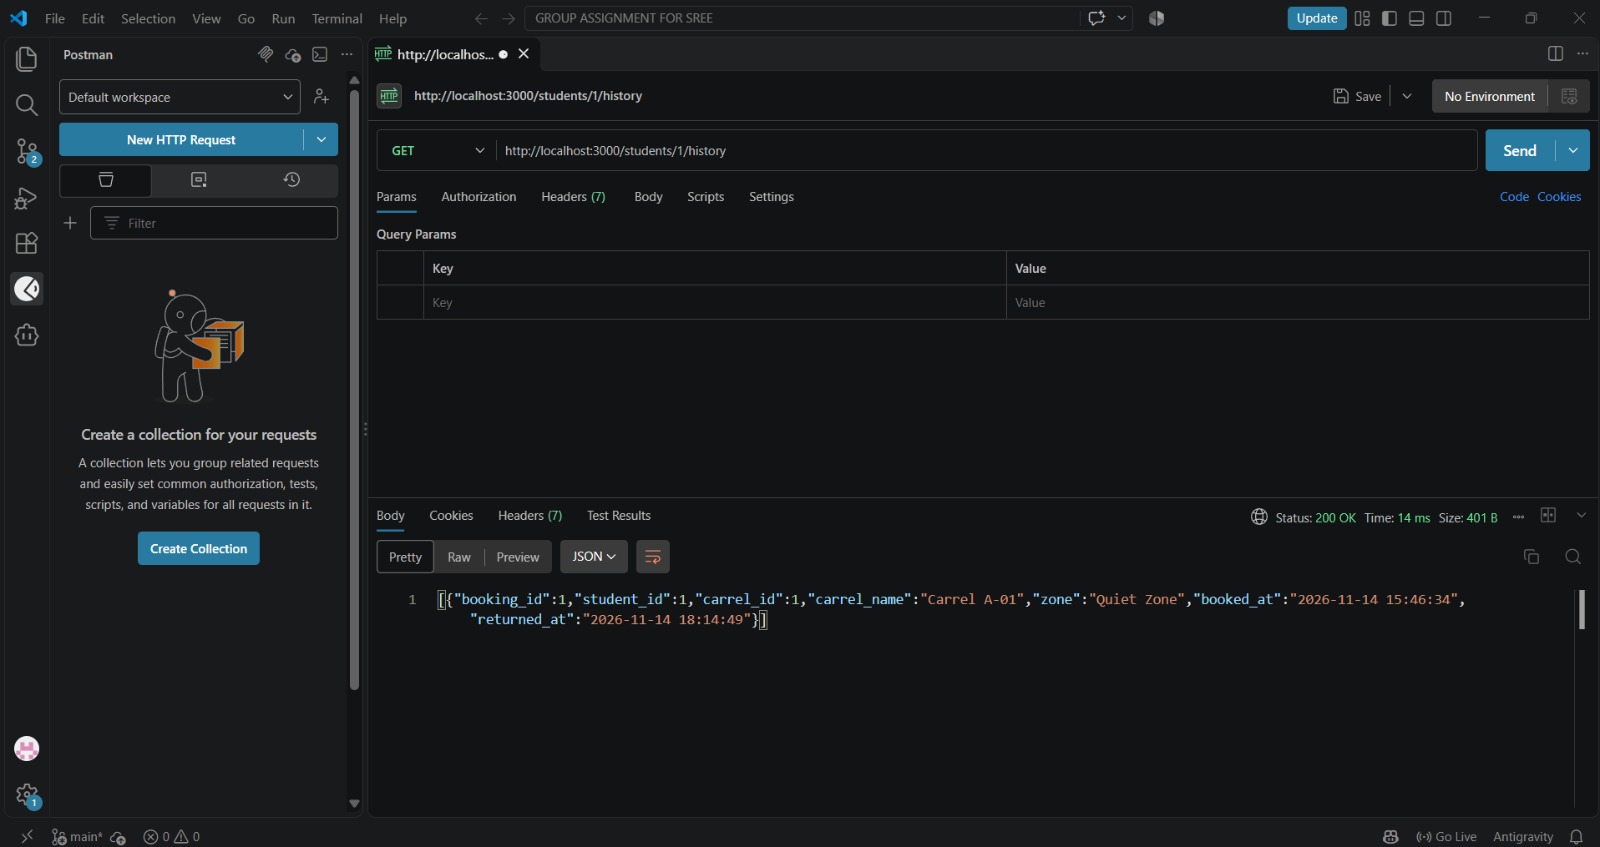 File Edit Selection View Go Run Terminal Help
GROUP ASSIGNMENT FOR SREE
Update
Postman
http://localhos...
Default workspace
http://localhost:3000/students/1/history
Save
No Environment
New HTTP Request
GET
http://localhost:3000/students/1/history
Send
2
Params Authorization Headers (7) Body Scripts Settings
Code Cookies
Filter
Query Params
Key Value
Key Value
Create a collection for your requests
A collection lets you group related requests
and easily set common authorization, tests,
scripts, and variables for all requests in it.
Create Collection
Body Cookies Headers (7) Test Results
Status: 200 OK Time: 14 ms Size: 401 B
Pretty Raw Preview JSON
1 [{"booking_id":1,"student_id":1,"carrel_id":1,"carrel_name":"Carrel A-01","zone":"Quiet Zone","booked_at":"2026-11-14 15:46:34",
"returned_at":"2026-11-14 18:14:49"}]
1
main* 0 0
Go Live Antigravity